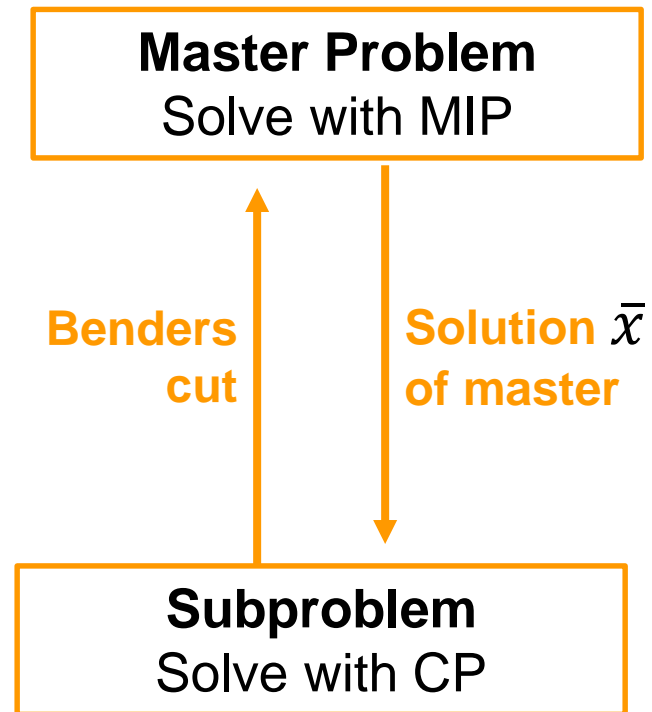 Master Problem
Solve with MIP
Benders
cut
Solution x̄
of master
Subproblem
Solve with CP